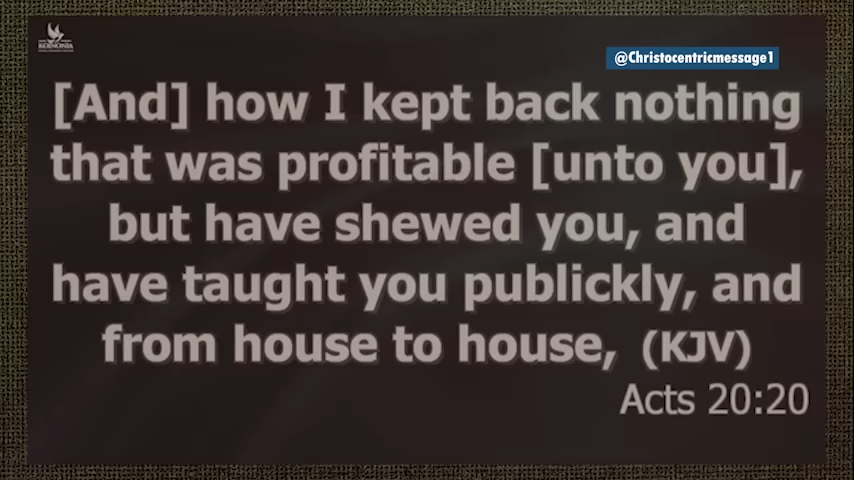 KOINONIA
@Christocentricmessage1
[And] how I kept back nothing
that was profitable [unto you],
but have shewed you, and
have taught you publickly, and
from house to house, (KJV)
Acts 20:20